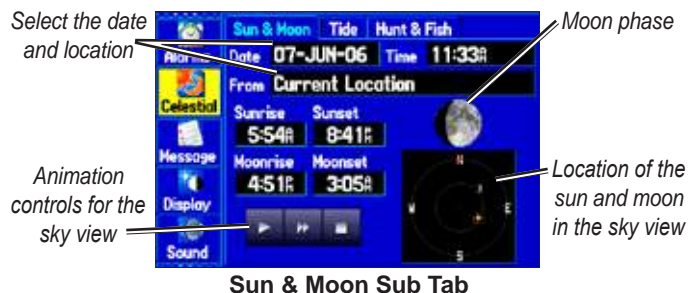 Select the date
and location
Moon phase
Sun & Moon Tide Hunt & Fish
Alarms
Date 07-JUN-06 Time 11:33A
From Current Location
Celestial
Sunrise Sunset
5:54A 8:41P
Message
Moonrise Moonset
4:51P 3:05A
Display
Sound
N
W
E
S
Animation
controls for the
sky view
Location of the
sun and moon
in the sky view
Sun & Moon Sub Tab